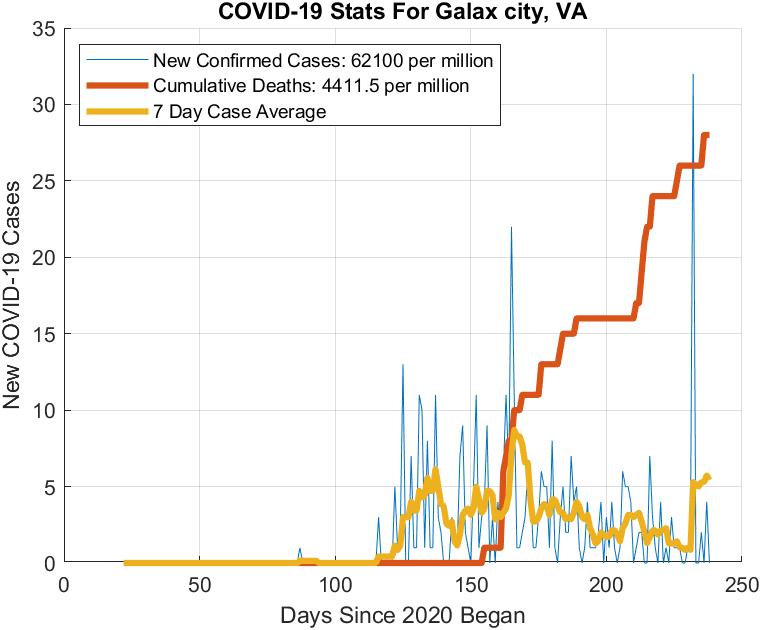 COVID-19 Stats For Galax city, VA
New Confirmed Cases: 62100 per million
Cumulative Deaths: 4411.5 per million
7 Day Case Average
New COVID-19 Cases
35
30
25
20
15
10
5
0
0 50 100 150 200 250
Days Since 2020 Began